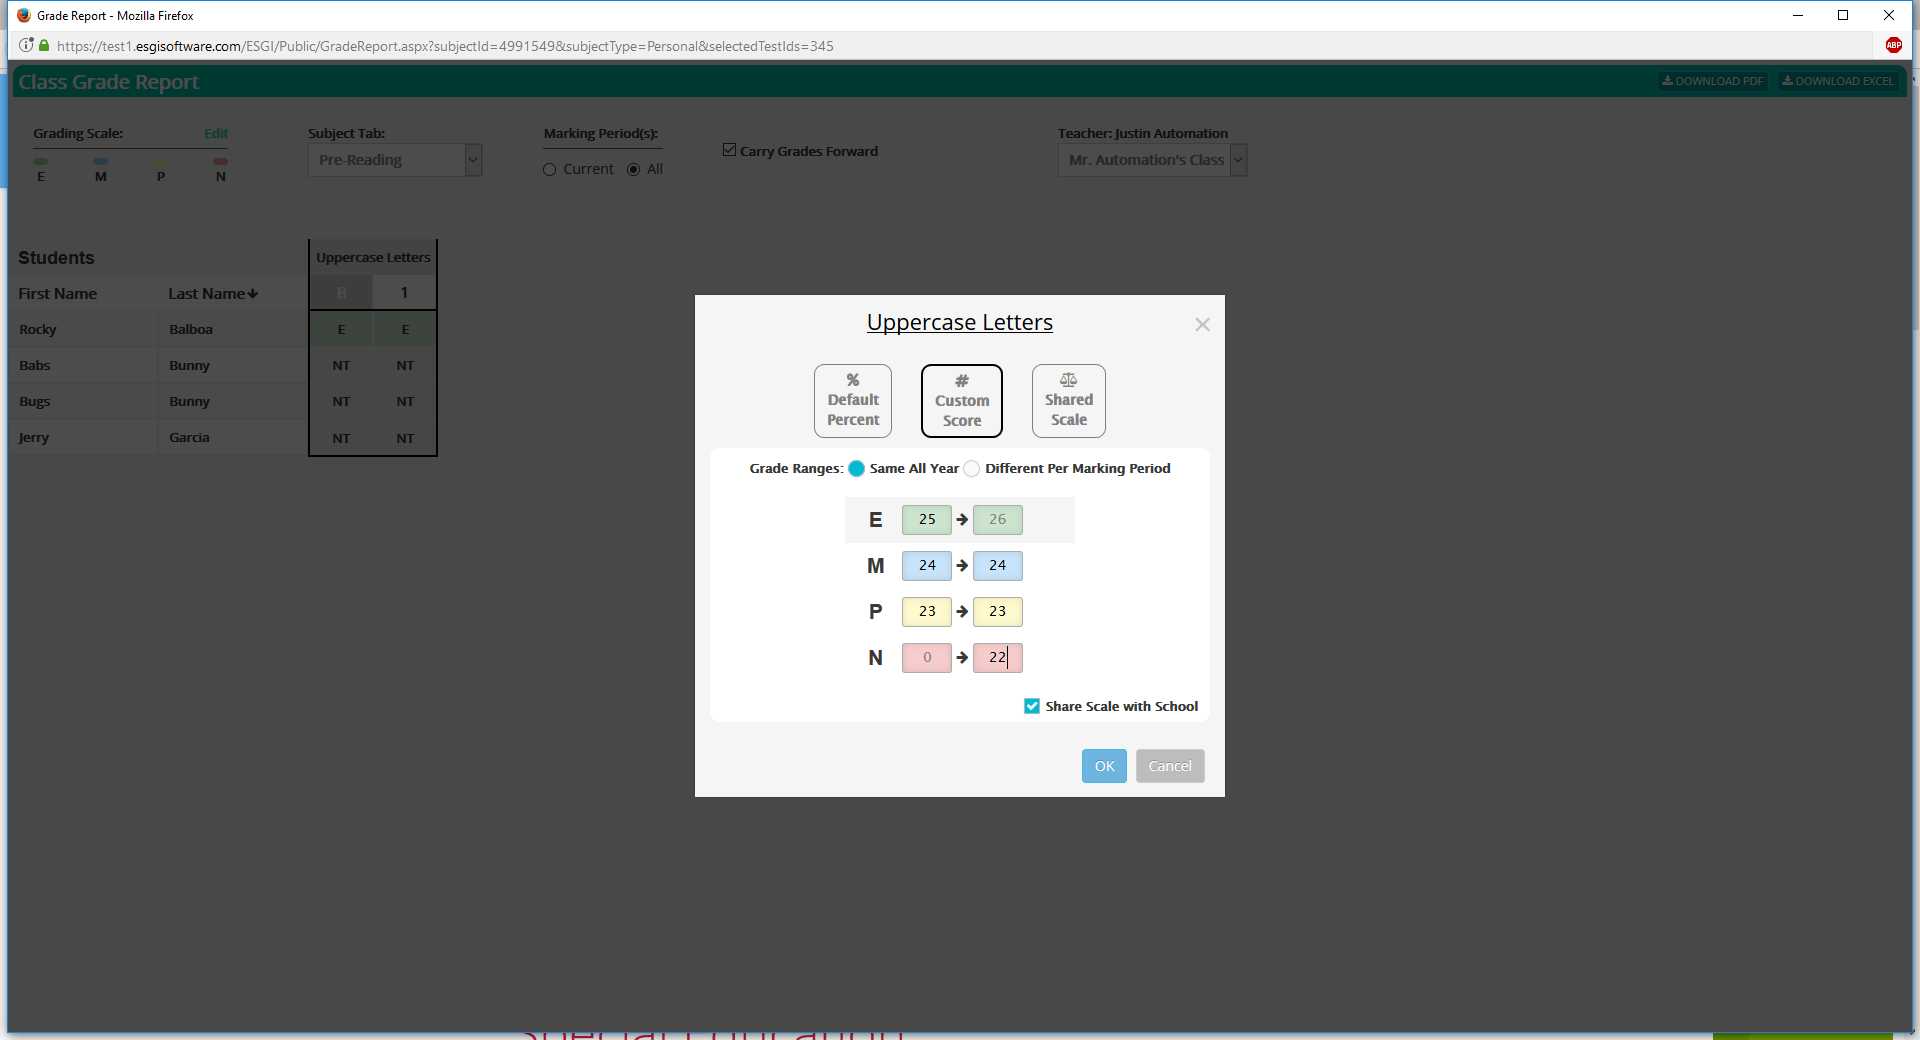 Grade Report - Mozilla Firefox
https://test1.esgisoftware.com/ESGI/Public/GradeReport.aspx?subjectId=4991549&subjectType=Personal&selectedTestIds=345
ABP
Class Grade Report
DOWNLOAD PDF DOWNLOAD EXCEL
Grading Scale: Edit
E M P N
Subject Tab:
Pre-Reading
Marking Period(s):
Current All
Carry Grades Forward
Teacher: Justin Automation
Mr. Automation's Class
Students Uppercase Letters
First Name Last Name B 1
Rocky Balboa E E
Babs Bunny NT NT
Bugs Bunny NT NT
Jerry Garcia NT NT
Uppercase Letters
% Default Percent
# Custom Score
Shared Scale
Grade Ranges: Same All Year Different Per Marking Period
E 25 → 26
M 24 → 24
P 23 → 23
N 0 → 22
Share Scale with School
OK Cancel